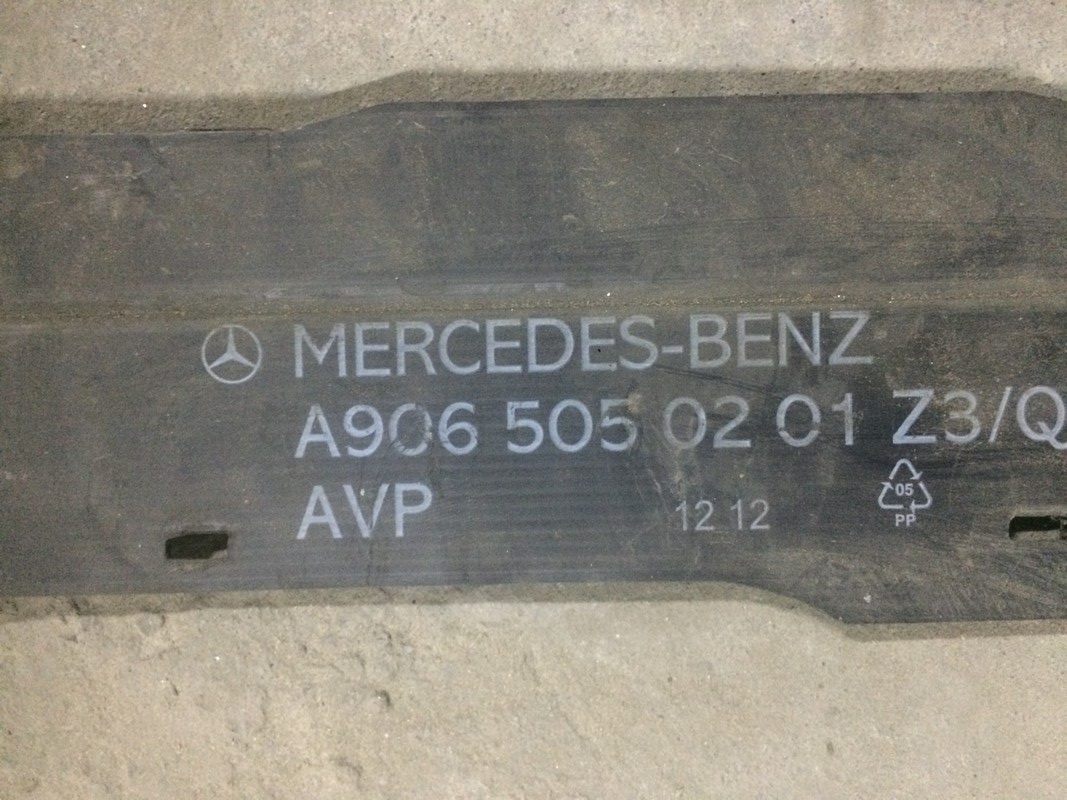 MERCEDES-BENZ
A906 505 02 01 Z3/Q
AVP 12 12
05
PP